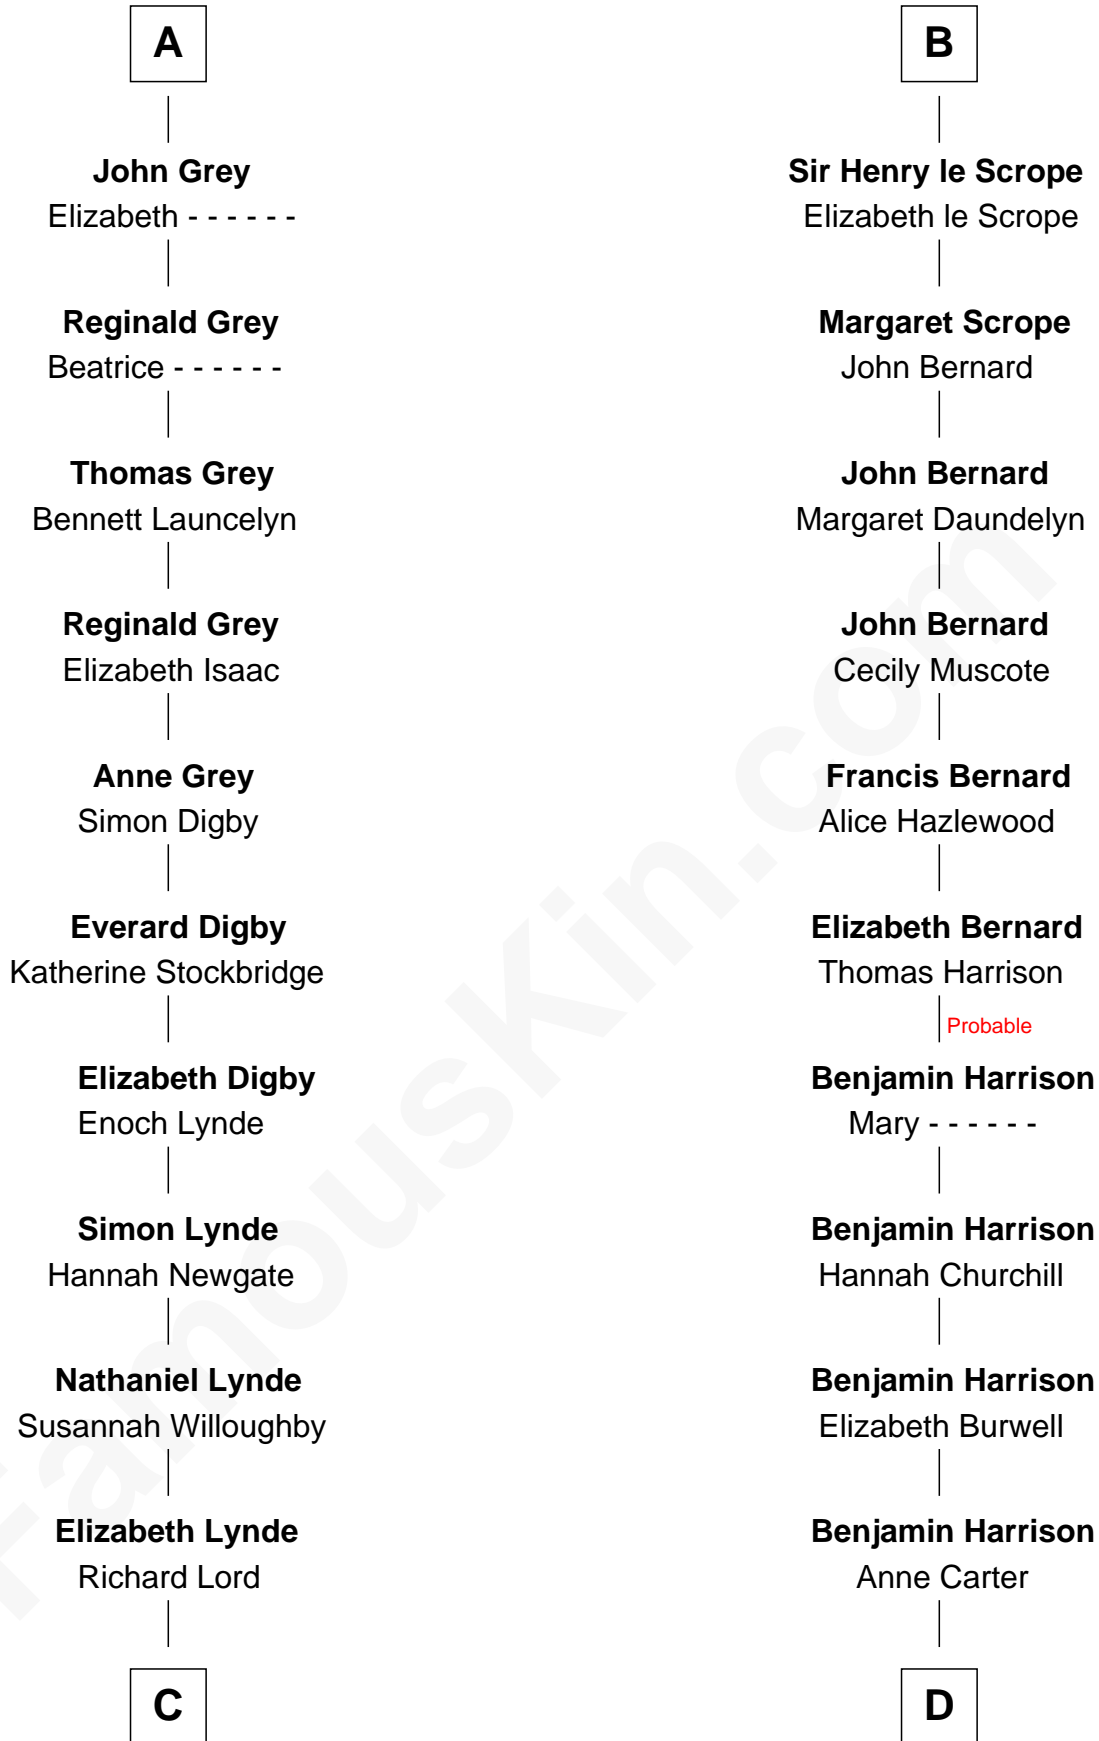 A
John Grey
Elizabeth - - - - - -
Reginald Grey
Beatrice - - - - - -
Thomas Grey
Bennett Launcelyn
Reginald Grey
Elizabeth Isaac
Anne Grey
Simon Digby
Everard Digby
Katherine Stockbridge
Elizabeth Digby
Enoch Lynde
Simon Lynde
Hannah Newgate
Nathaniel Lynde
Susannah Willoughby
Elizabeth Lynde
Richard Lord
C
B
Sir Henry le Scrope
Elizabeth le Scrope
Margaret Scrope
John Bernard
John Bernard
Margaret Daundelyn
John Bernard
Cecily Muscote
Francis Bernard
Alice Hazlewood
Elizabeth Bernard
Thomas Harrison
Probable
Benjamin Harrison
Mary - - - - - -
Benjamin Harrison
Hannah Churchill
Benjamin Harrison
Elizabeth Burwell
Benjamin Harrison
Anne Carter
D
FamousKin.com